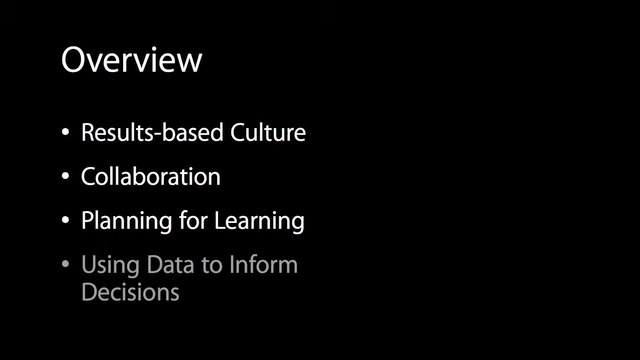 Overview
• Results-based Culture
• Collaboration
• Planning for Learning
• Using Data to Inform
Decisions